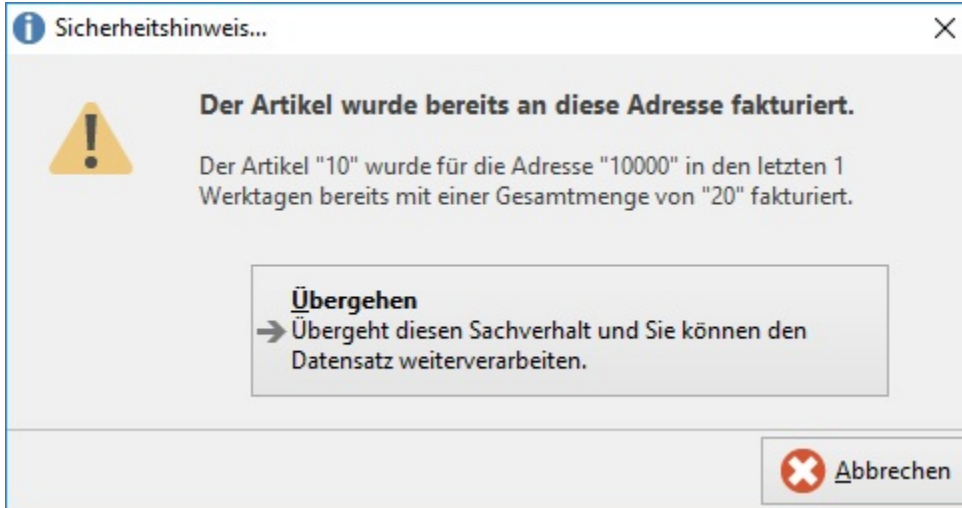 Sicherheitshinweis...
Der Artikel wurde bereits an diese Adresse fakturiert.
Der Artikel "10" wurde für die Adresse "10000" in den letzten 1
Werktagen bereits mit einer Gesamtmenge von "20" fakturiert.
Übergehen
Übergeht diesen Sachverhalt und Sie können den
Datensatz weiterverarbeiten.
Abbrechen